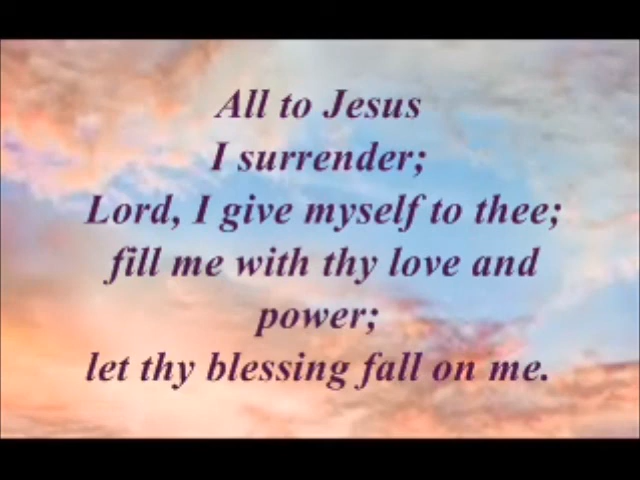 All to Jesus
I surrender;
Lord, I give myself to thee;
fill me with thy love and
power;
let thy blessing fall on me.